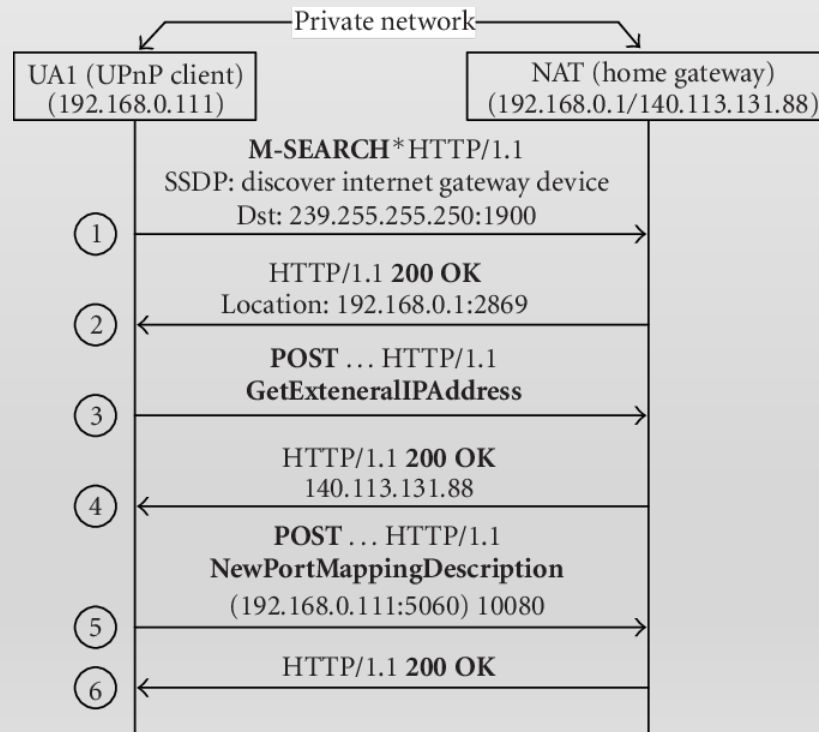 Private network
UA1 (UPnP client)
(192.168.0.111)
NAT (home gateway)
(192.168.0.1/140.113.131.88)
M-SEARCH*HTTP/1.1
SSDP: discover internet gateway device
Dst: 239.255.255.250:1900
1
HTTP/1.1 200 OK
Location: 192.168.0.1:2869
2
POST … HTTP/1.1
GetExteneralIPAddress
3
HTTP/1.1 200 OK
140.113.131.88
4
POST … HTTP/1.1
NewPortMappingDescription
(192.168.0.111:5060) 10080
5
HTTP/1.1 200 OK
6